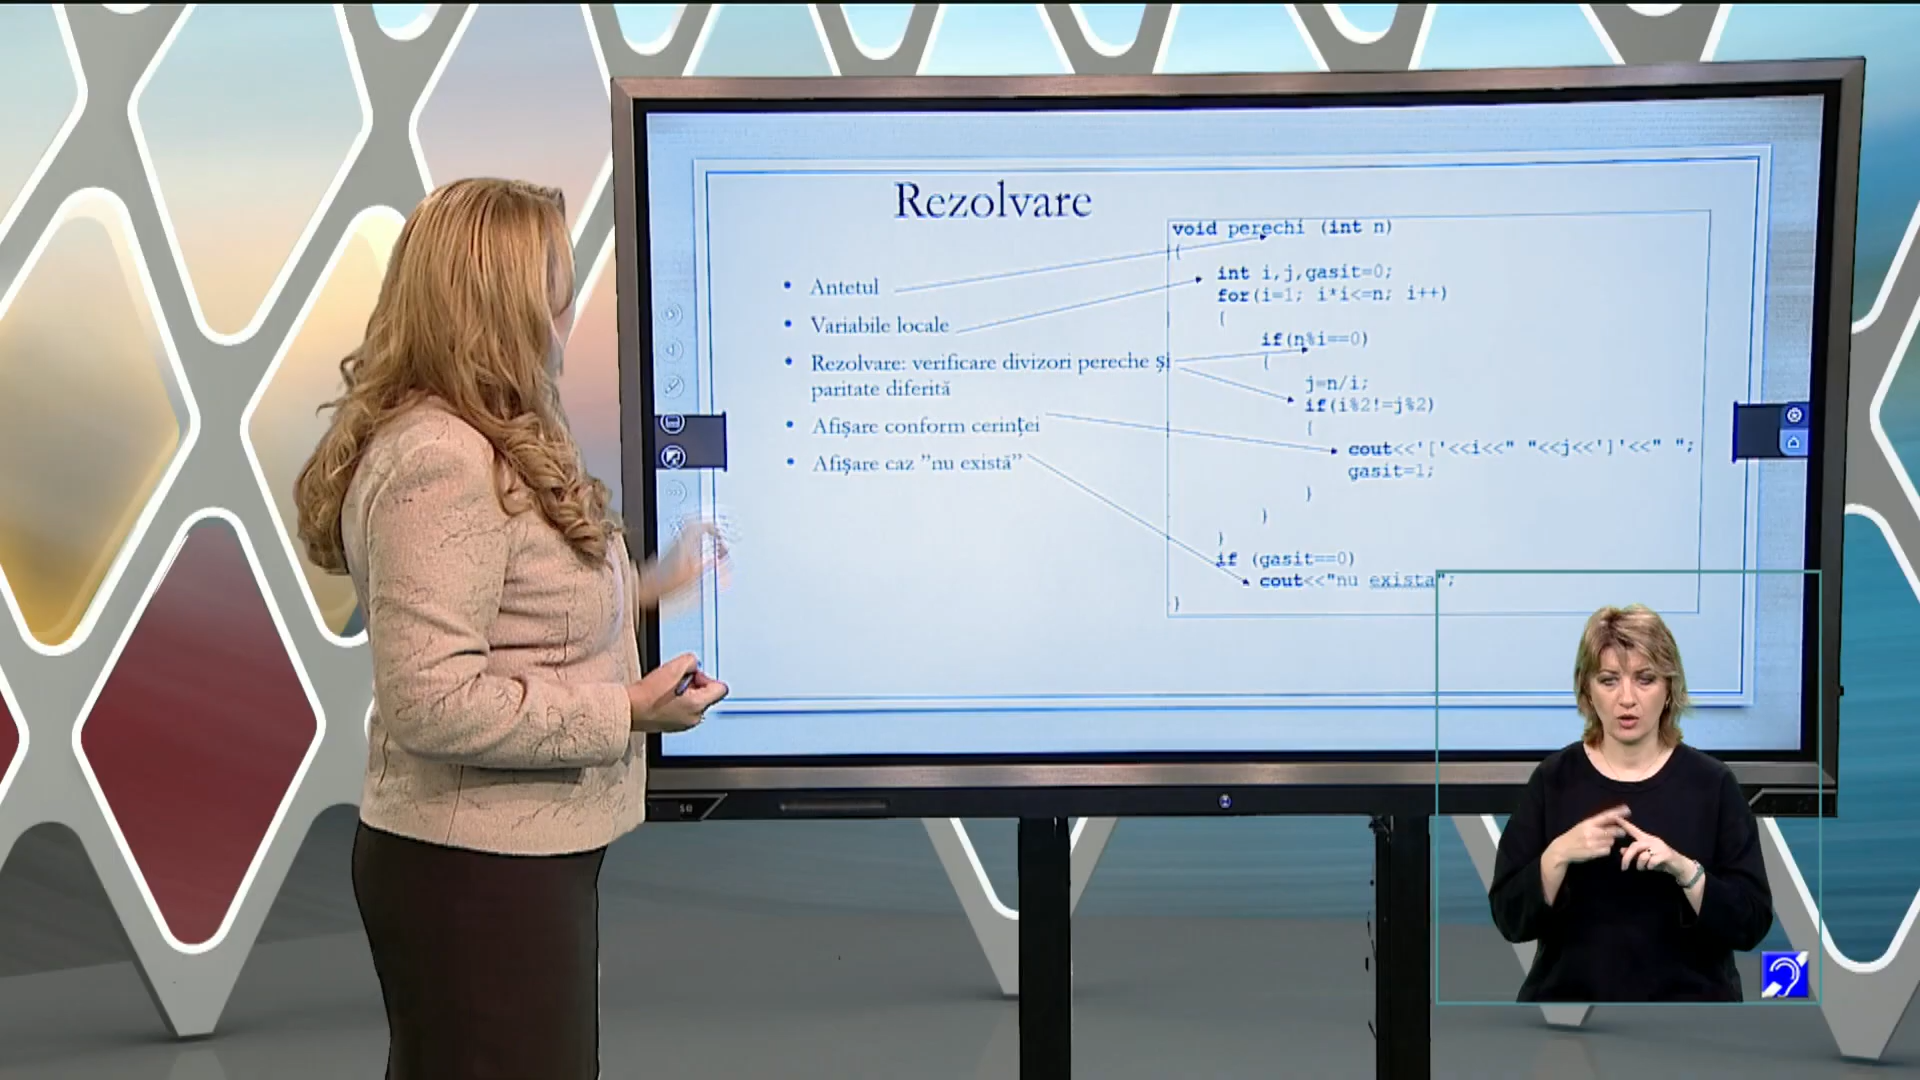 Rezolvare
• Antetul
• Variabile locale
• Rezolvare: verificare divizori pereche și
paritate diferită
• Afișare conform cerinței
• Afișare caz ”nu există”
void perechi (int n)
{
int i,j,gasit=0;
for(i=1; i*i<=n; i++)
{
if(n%i==0)
{
j=n/i;
if(i%2!=j%2)
{
cout<<'['<<i<<" "<<j<<']'<<" ";
gasit=1;
}
}
}
if (gasit==0)
cout<<"nu exista";
}